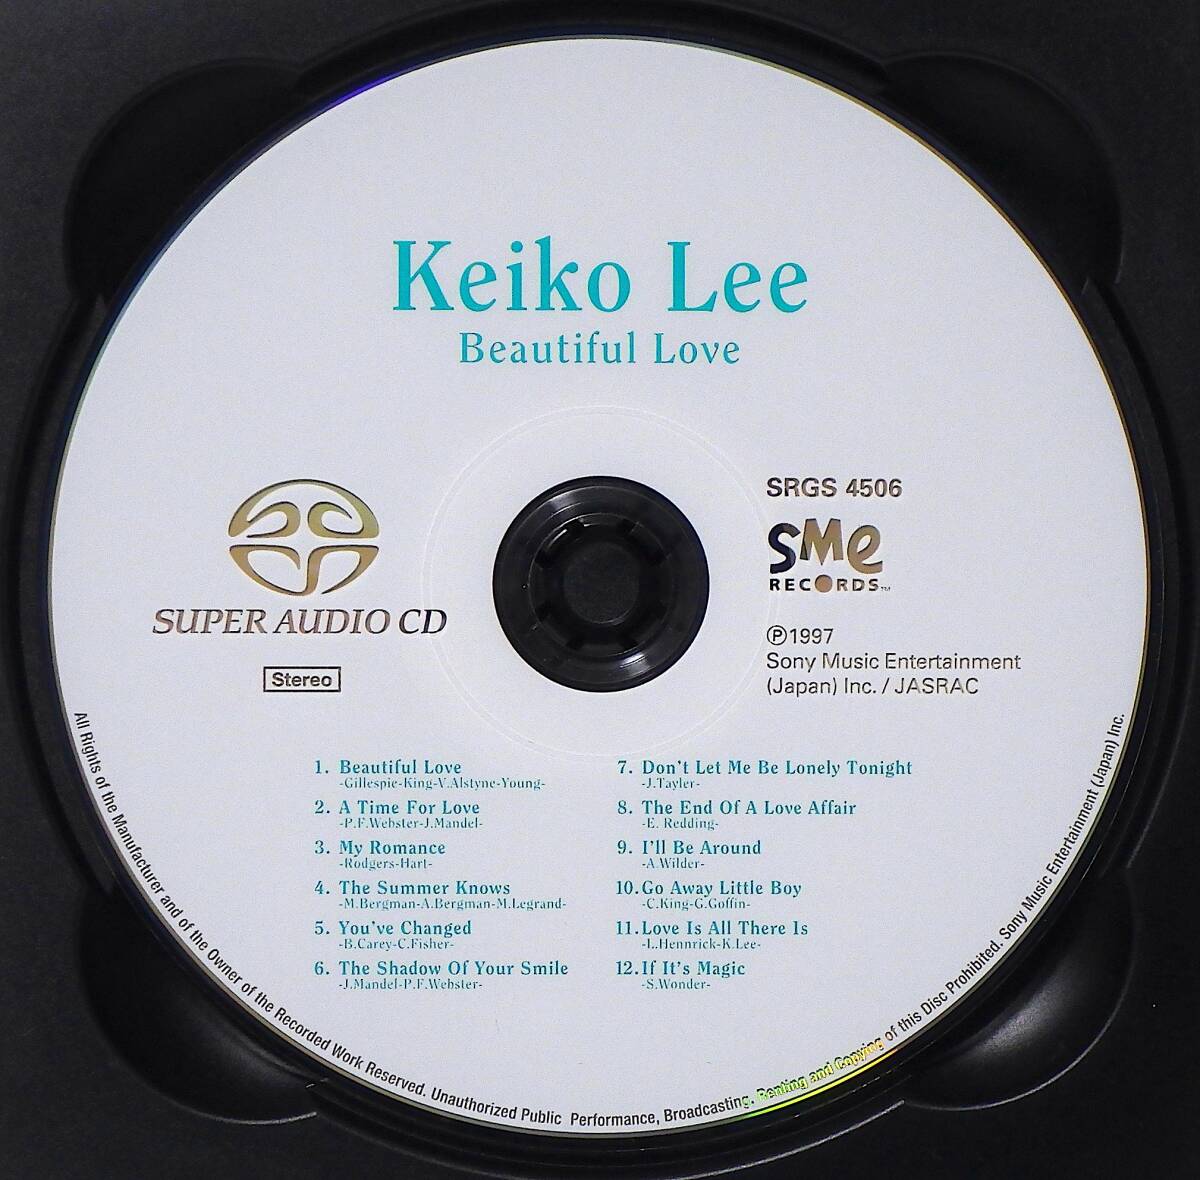 Keiko Lee
Beautiful Love
SUPER AUDIO CD
Stereo
SRGS 4506
SMe
RECORDS™
Ⓟ1997
Sony Music Entertainment
(Japan) Inc. / JASRAC
1. Beautiful Love
-Gillespie-King-V.Alstyne-Young-
2. A Time For Love
-P.F.Webster-J.Mandel-
3. My Romance
-Rodgers-Hart-
4. The Summer Knows
-M.Bergman-A.Bergman-M.Legrand-
5. You've Changed
-B.Carey-C.Fisher-
6. The Shadow Of Your Smile
-J.Mandel-P.F.Webster-
7. Don't Let Me Be Lonely Tonight
-J.Tayler-
8. The End Of A Love Affair
-E. Redding-
9. I'll Be Around
-A.Wilder-
10.Go Away Little Boy
-C.King-G.Goffin-
11.Love Is All There Is
-L.Hennrick-K.Lee-
12.If It's Magic
-S.Wonder-
All Rights of the Manufacturer and of the Owner of the Recorded Work Reserved. Unauthorized Public Performance, Broadcasting. Renting and Copying of this Disc Prohibited. Sony Music Entertainment (Japan) Inc.